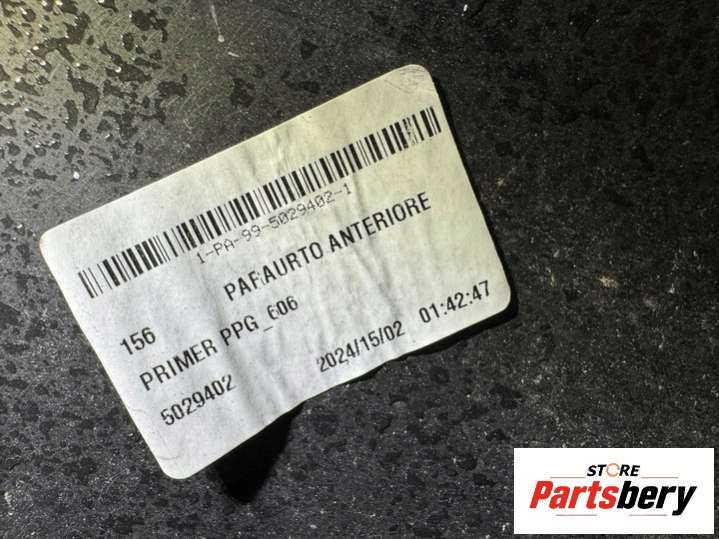 1-PA-99-5029402-1
PARAURTO ANTERIORE
156
PRIMER PPG_606
5029402 2024/15/02 01:42:47
STORE
Partsbery